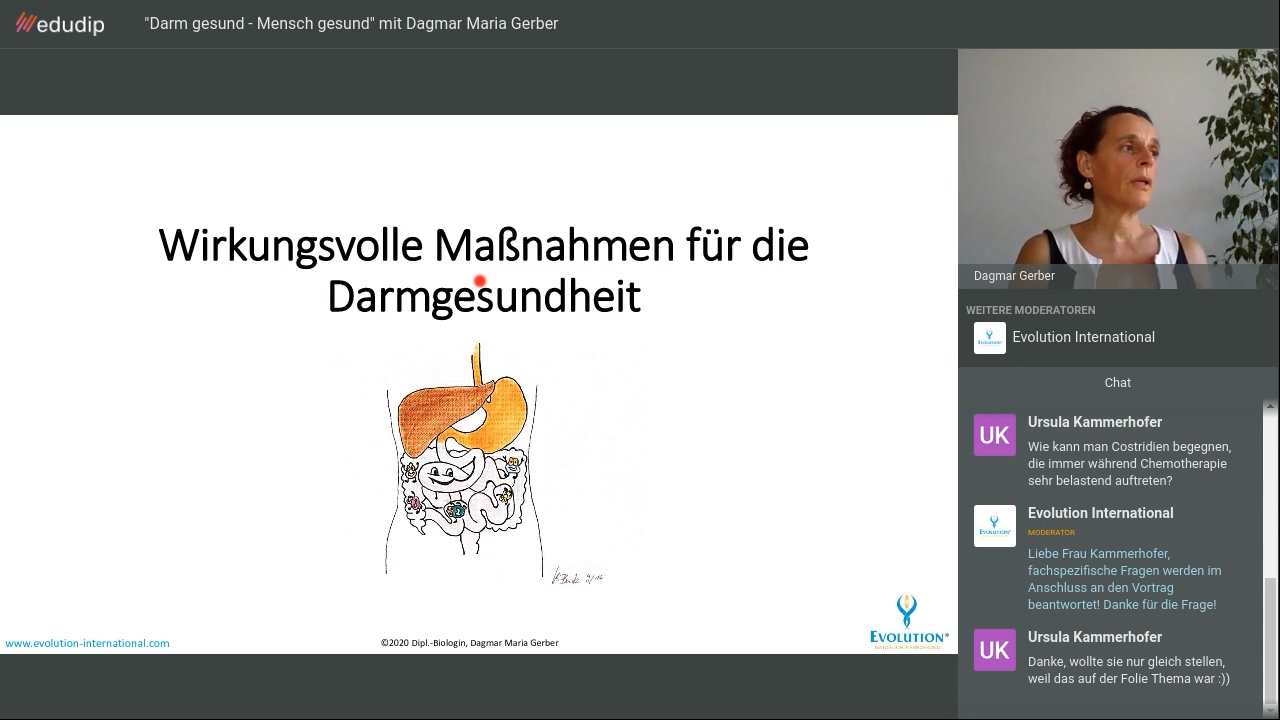 edudip
"Darm gesund - Mensch gesund" mit Dagmar Maria Gerber
Wirkungsvolle Maßnahmen für die
Darmgesundheit
www.evolution-international.com
©2020 Dipl.-Biologin, Dagmar Maria Gerber
EVOLUTION®
Dagmar Gerber
WEITERE MODERATOREN
Evolution International
Chat
UK
Ursula Kammerhofer
Wie kann man Costridien begegnen,
die immer während Chemotherapie
sehr belastend auftreten?
EVOLUTION
Evolution International
MODERATOR
Liebe Frau Kammerhofer,
fachspezifische Fragen werden im
Anschluss an den Vortrag
beantwortet! Danke für die Frage!
UK
Ursula Kammerhofer
Danke, wollte sie nur gleich stellen,
weil das auf der Folie Thema war :))